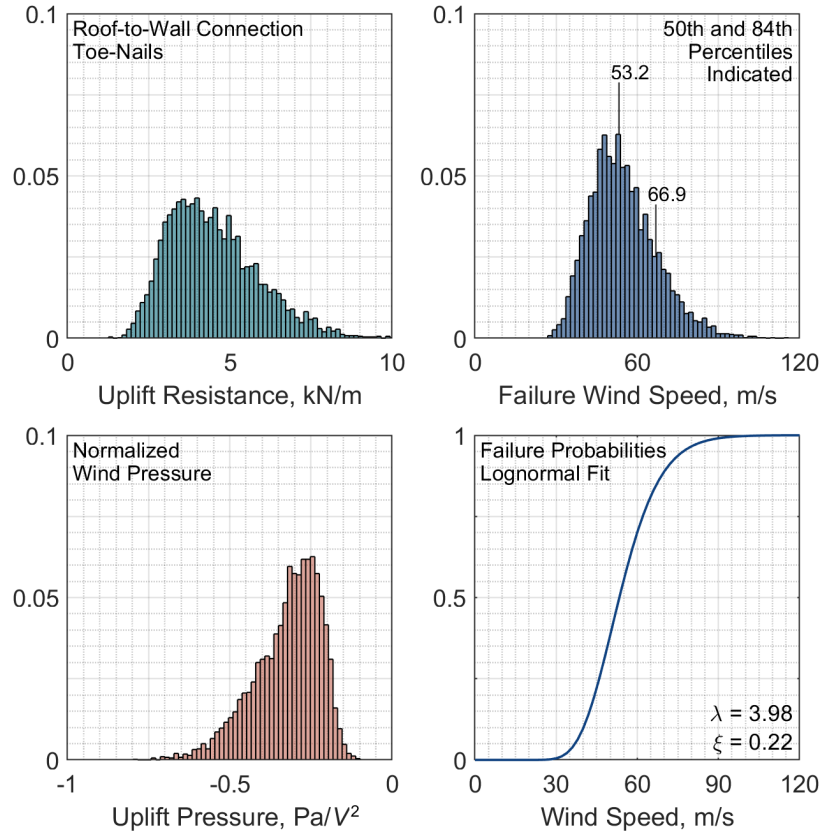 0.1
Roof-to-Wall Connection
Toe-Nails
0.05
0
0
5
10
Uplift Resistance, kN/m
0.1
50th and 84th
Percentiles
Indicated
53.2
0.05
66.9
0
0
60
120
Failure Wind Speed, m/s
0.1
Normalized
Wind Pressure
0.05
0
-1
-0.5
0
Uplift Pressure, Pa/V²
1
Failure Probabilities
Lognormal Fit
0.5
λ = 3.98
ξ = 0.22
0
0
30
60
90
120
Wind Speed, m/s